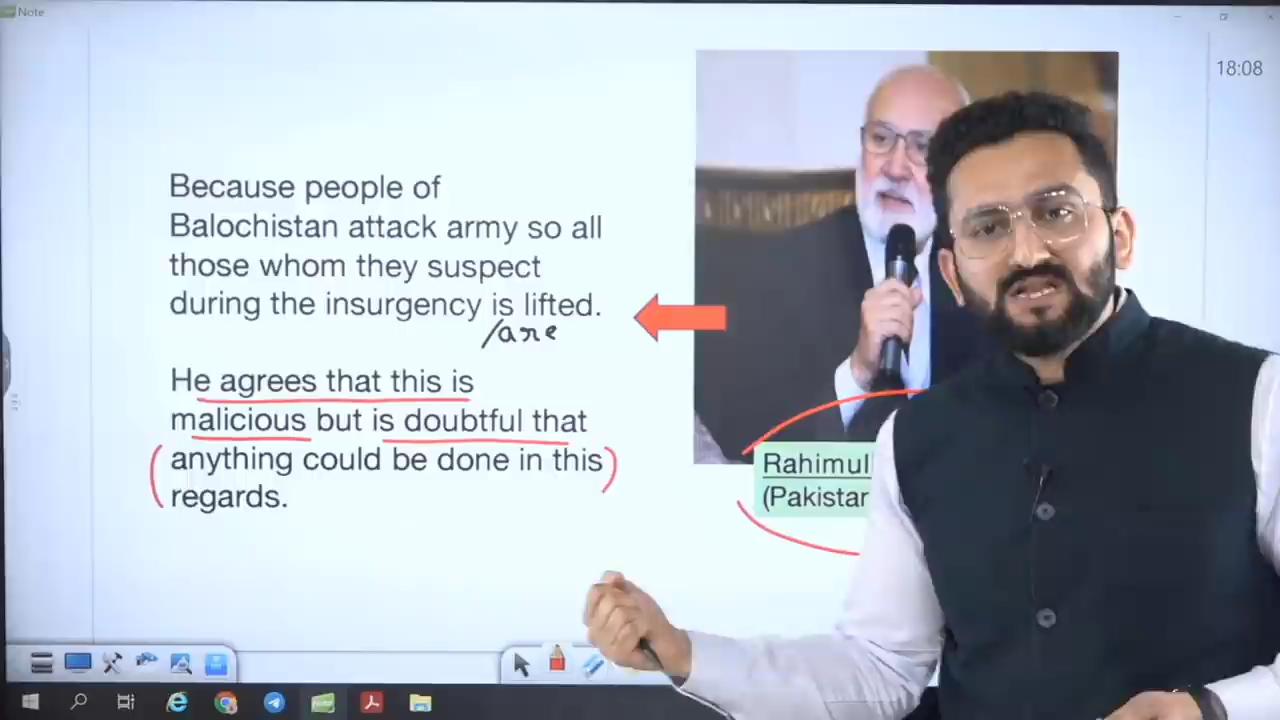 Note
18:08
Because people of
Balochistan attack army so all
those whom they suspect
during the insurgency is lifted.
/are
He agrees that this is
malicious but is doubtful that
anything could be done in this
regards.
Rahimul
(Pakistan